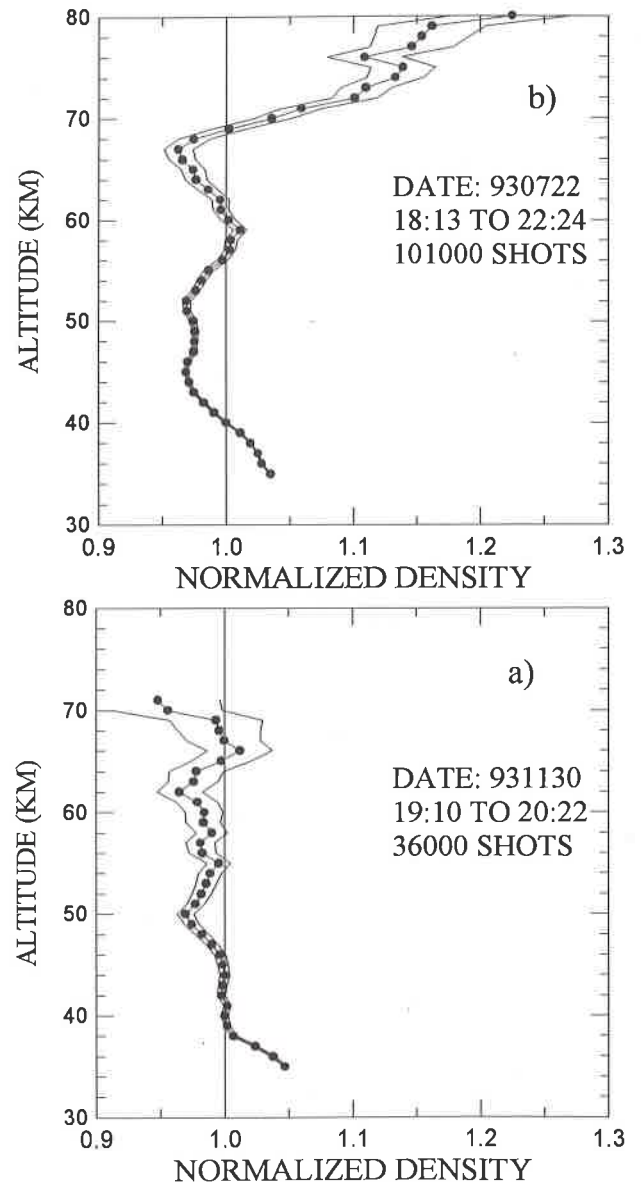 80
70
60
50
40
30
ALTITUDE (KM)
b)
DATE: 930722
18:13 TO 22:24
101000 SHOTS
0.9 1.0 1.1 1.2 1.3
NORMALIZED DENSITY
80
70
60
50
40
30
ALTITUDE (KM)
a)
DATE: 931130
19:10 TO 20:22
36000 SHOTS
0.9 1.0 1.1 1.2 1.3
NORMALIZED DENSITY